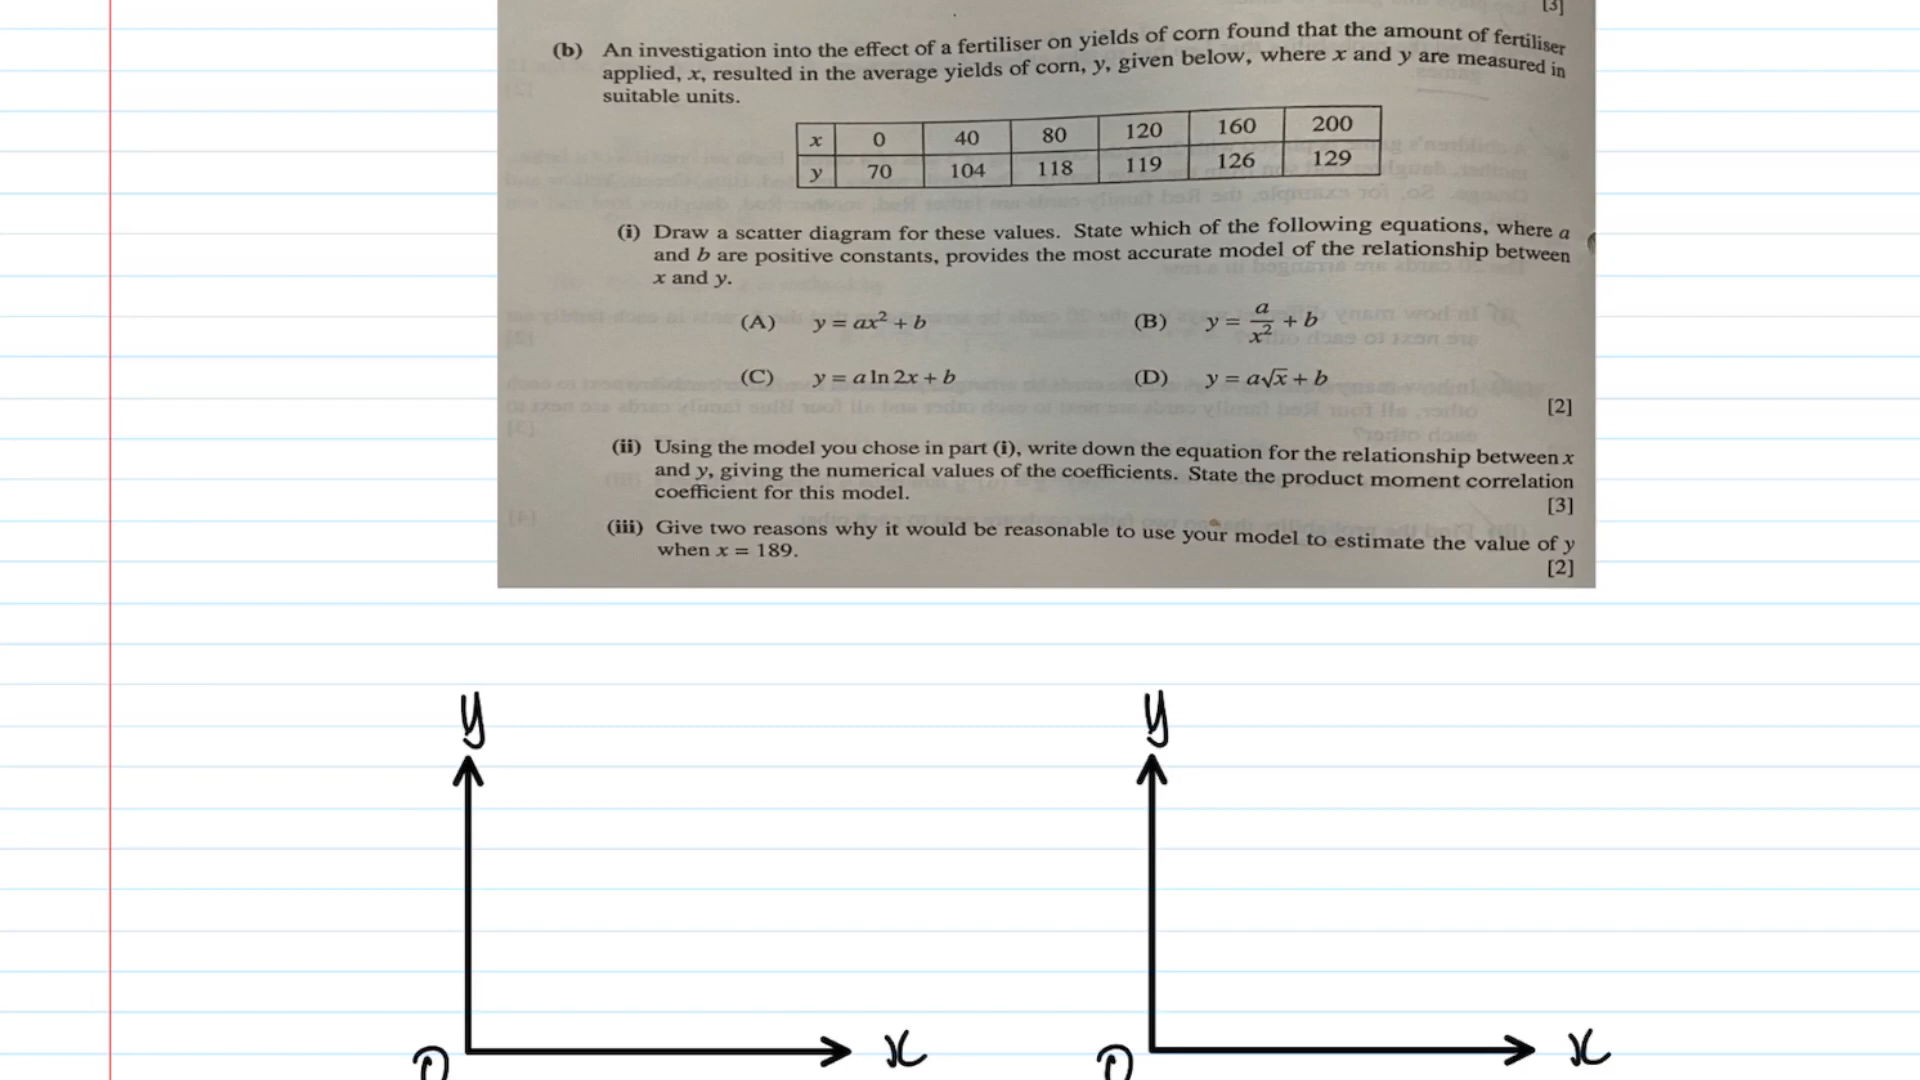 [3]
(b) An investigation into the effect of a fertiliser on yields of corn found that the amount of fertiliser
applied, x, resulted in the average yields of corn, y, given below, where x and y are measured in
suitable units.
x 0 40 80 120 160 200
y 70 104 118 119 126 129
(i) Draw a scatter diagram for these values. State which of the following equations, where a
and b are positive constants, provides the most accurate model of the relationship between
x and y.
(A) y = ax² + b (B) y = a/x² + b
(C) y = a ln 2x + b (D) y = a√x + b
[2]
(ii) Using the model you chose in part (i), write down the equation for the relationship between x
and y, giving the numerical values of the coefficients. State the product moment correlation
coefficient for this model.
[3]
(iii) Give two reasons why it would be reasonable to use your model to estimate the value of y
when x = 189.
[2]
y y
x x
0 0